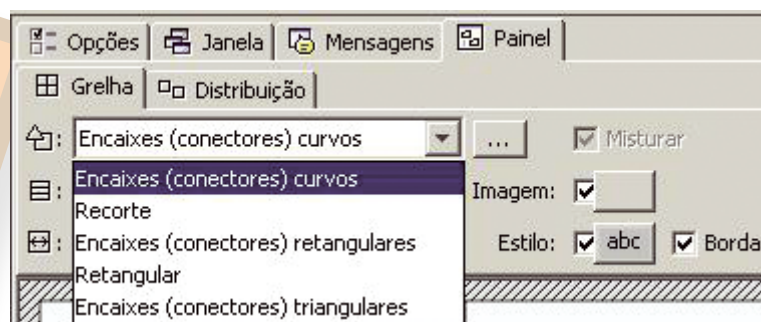 Opções Janela Mensagens Painel
Grelha Distribuição
: Encaixes (conectores) curvos ... Misturar
Encaixes (conectores) curvos
: Imagem:
Recorte
: Encaixes (conectores) retangulares Estilo: abc Borda
Retangular
Encaixes (conectores) triangulares